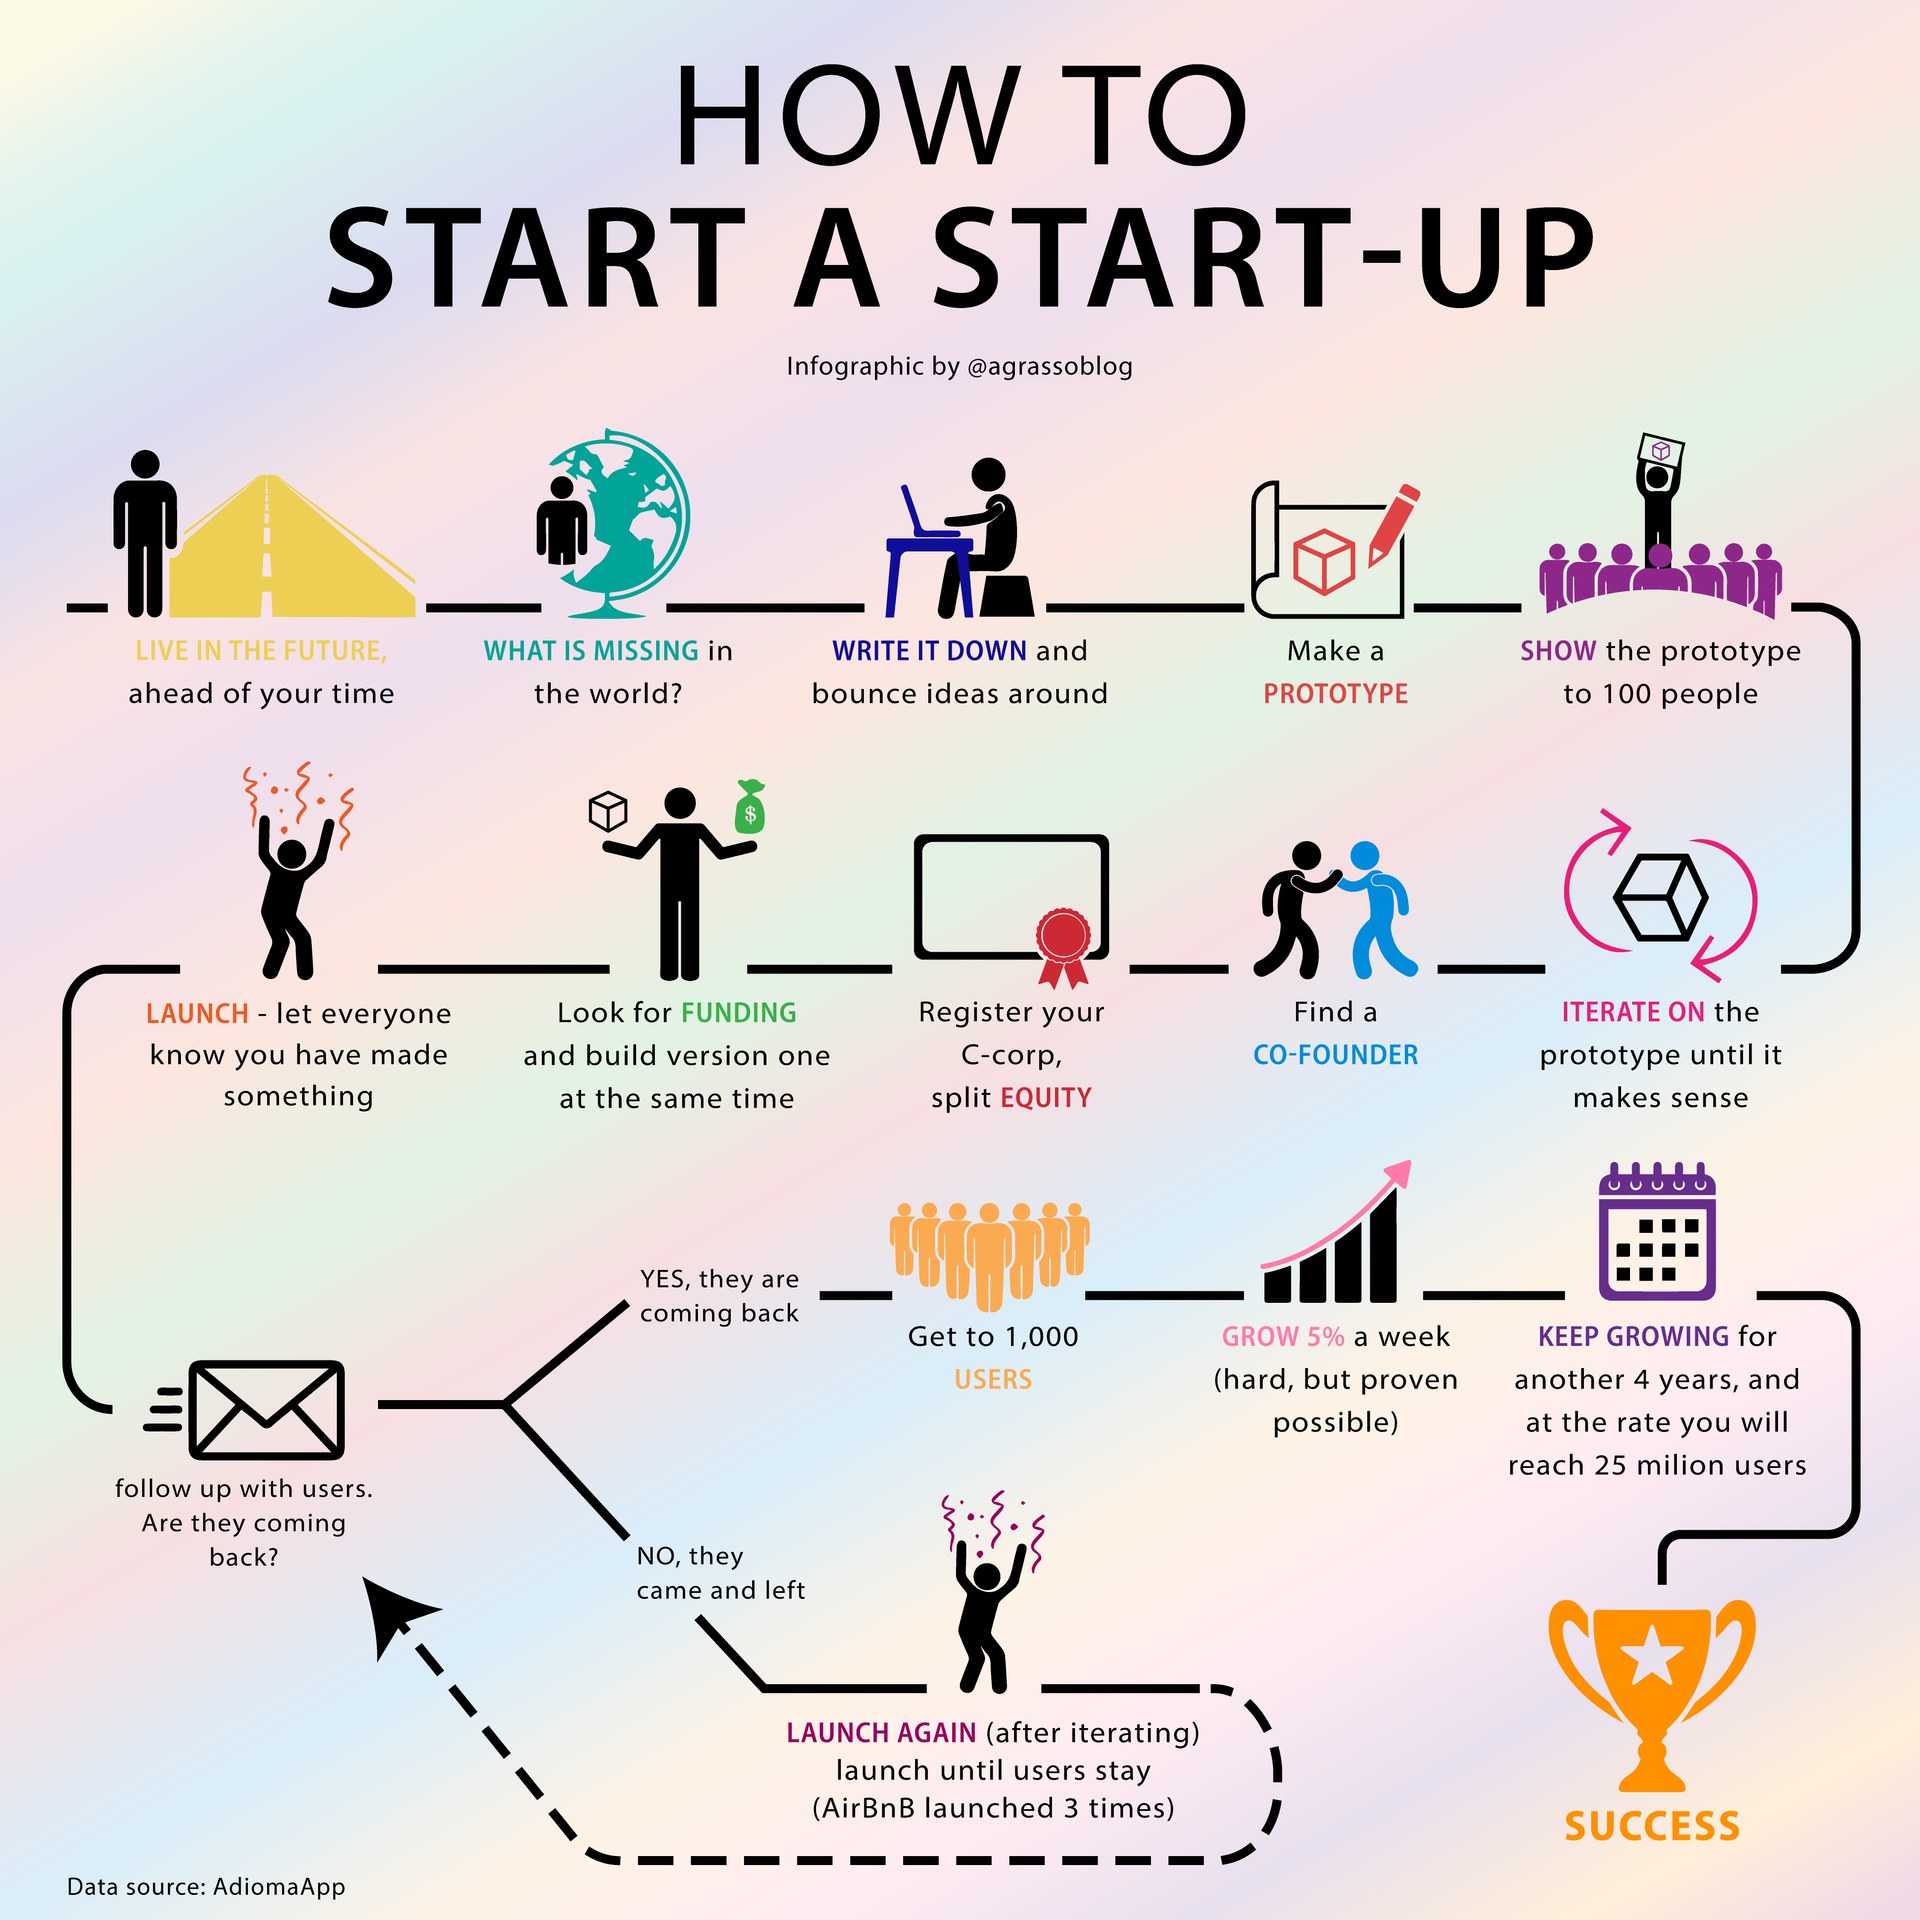 HOW TO
START A START-UP
Infographic by @agrassoblog
LIVE IN THE FUTURE,
ahead of your time
WHAT IS MISSING in
the world?
WRITE IT DOWN and
bounce ideas around
Make a
PROTOTYPE
SHOW the prototype
to 100 people
ITERATE ON the
prototype until it
makes sense
Find a
CO-FOUNDER
Register your
C-corp,
split EQUITY
$
Look for FUNDING
and build version one
at the same time
LAUNCH - let everyone
know you have made
something
follow up with users.
Are they coming
back?
YES, they are
coming back
Get to 1,000
USERS
GROW 5% a week
(hard, but proven
possible)
KEEP GROWING for
another 4 years, and
at the rate you will
reach 25 milion users
SUCCESS
NO, they
came and left
LAUNCH AGAIN (after iterating)
launch until users stay
(AirBnB launched 3 times)
Data source: AdiomaApp